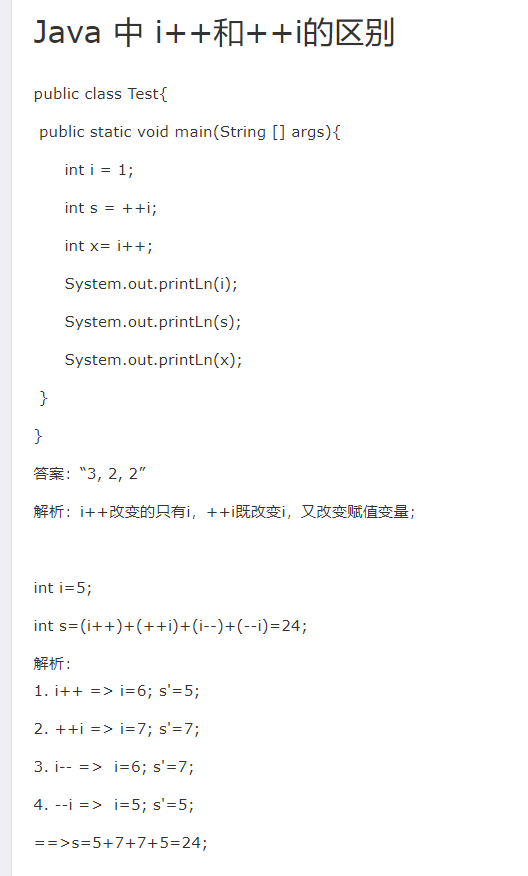 Java 中 i++和++i的区别
public class Test{
public static void main(String [] args){
int i = 1;
int s = ++i;
int x= i++;
System.out.printLn(i);
System.out.printLn(s);
System.out.printLn(x);
}
}
答案：“3, 2, 2”
解析：i++改变的只有i，++i既改变i，又改变赋值变量；
int i=5;
int s=(i++)+(++i)+(i--)+(--i)=24;
解析：
1. i++ => i=6; s'=5;
2. ++i => i=7; s'=7;
3. i-- =>  i=6; s'=7;
4. --i =>  i=5; s'=5;
==>s=5+7+7+5=24;